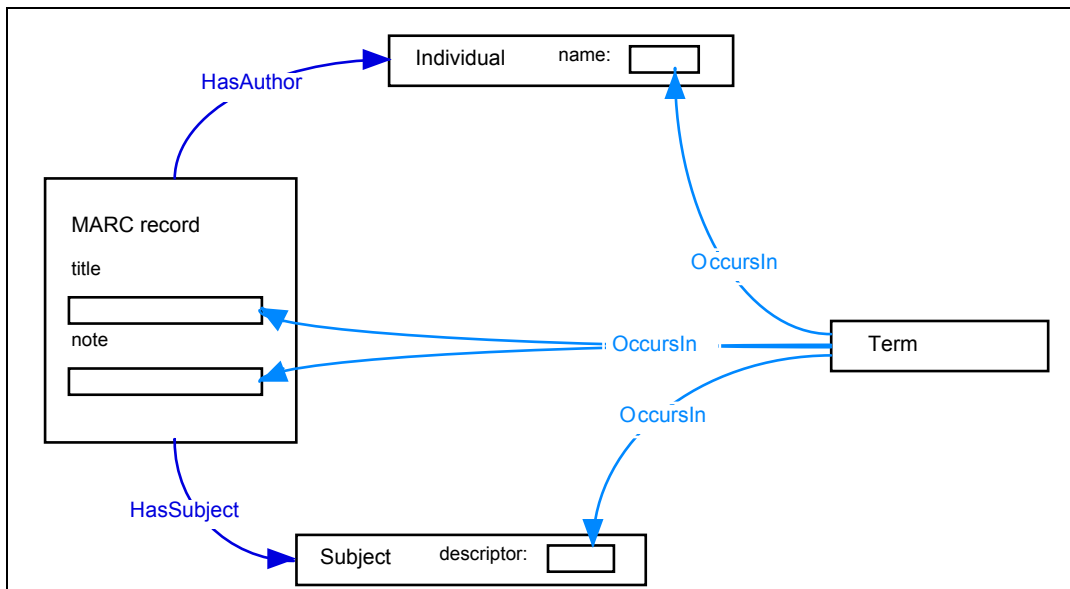 Individual name:
HasAuthor
MARC record
title
OccursIn
note
OccursIn
Term
OccursIn
HasSubject
Subject descriptor: